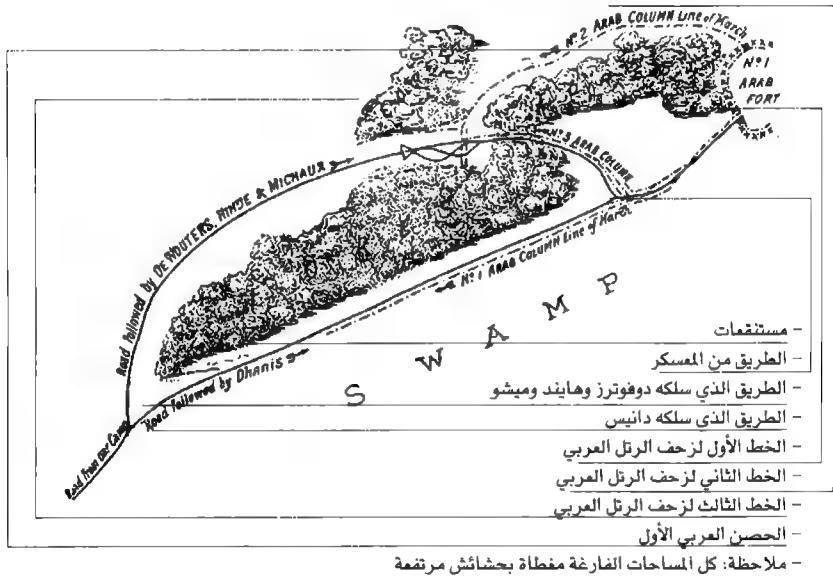 Nº 2 ARAB COLUMN Line of March
Nº 1
ARAB
FORT
Nº 3 ARAB COLUMN
Road followed by DE WOUTERS, HINDE & MICHAUX
Nº 1 ARAB COLUMN Line of March
SWAMP
Road followed by Dhanis
Road from our Camp
- مستنقعات
- الطريق من المعسكر
- الطريق الذي سلكه دوفوترز وهايند وميشو
- الطريق الذي سلكه دانيس
- الخط الأول لزحف الرتل العربي
- الخط الثاني لزحف الرتل العربي
- الخط الثالث لزحف الرتل العربي
- الحصن العربي الأول
- ملاحظة: كل المساحات الفارغة مغطاة بحشائش مرتفعة